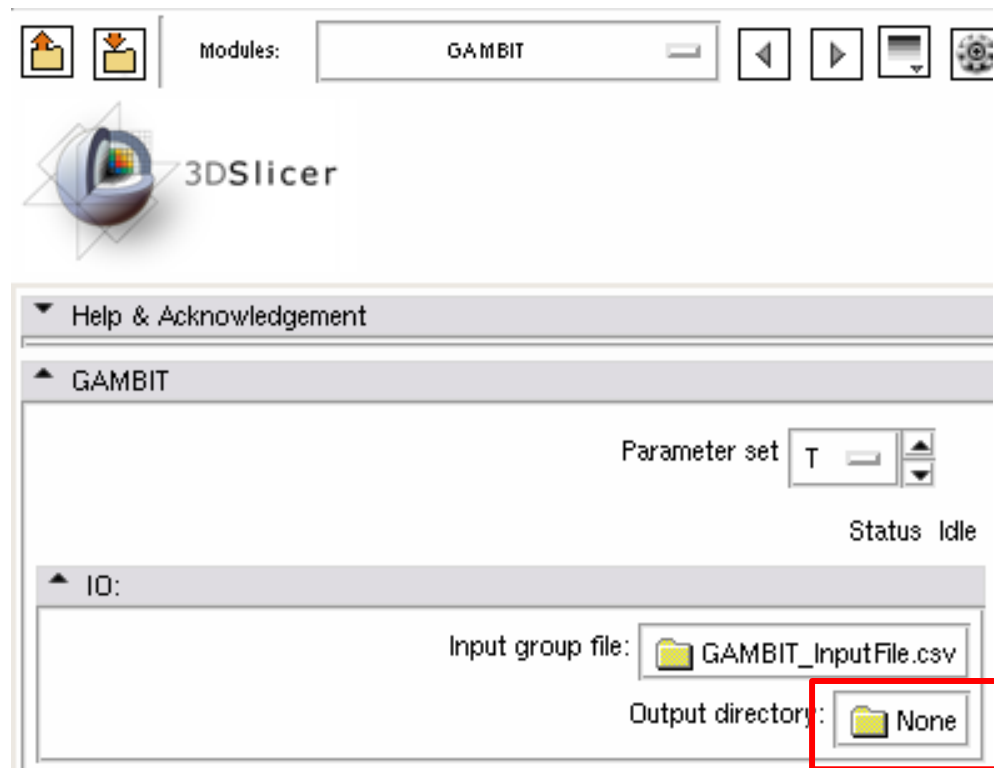 Modules: GAMBIT
3DSlicer
Help & Acknowledgement
GAMBIT
Parameter set T
Status Idle
IO:
Input group file: GAMBIT_InputFile.csv
Output directory: None